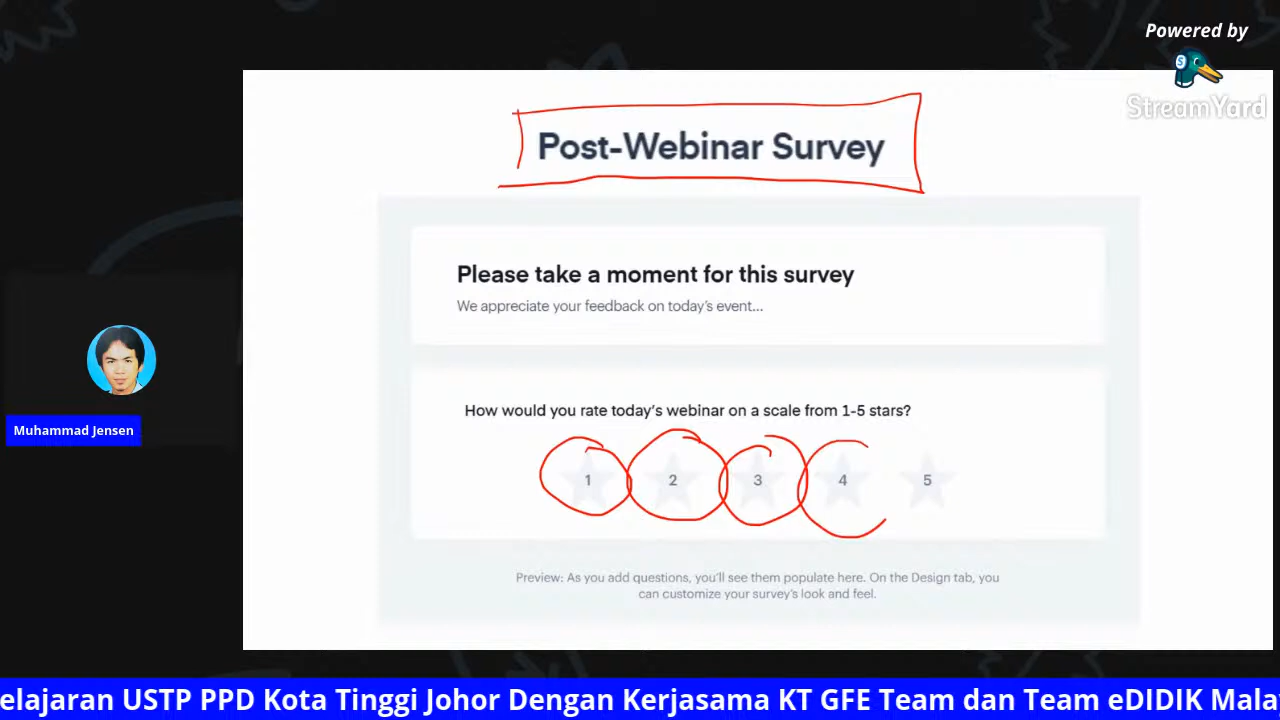 Powered by
StreamYard
Post-Webinar Survey
Please take a moment for this survey
We appreciate your feedback on today's event...
How would you rate today's webinar on a scale from 1-5 stars?
1 2 3 4 5
Preview: As you add questions, you'll see them populate here. On the Design tab, you
can customize your survey's look and feel.
Muhammad Jensen
elajaran USTP PPD Kota Tinggi Johor Dengan Kerjasama KT GFE Team dan Team eDIDIK Mala